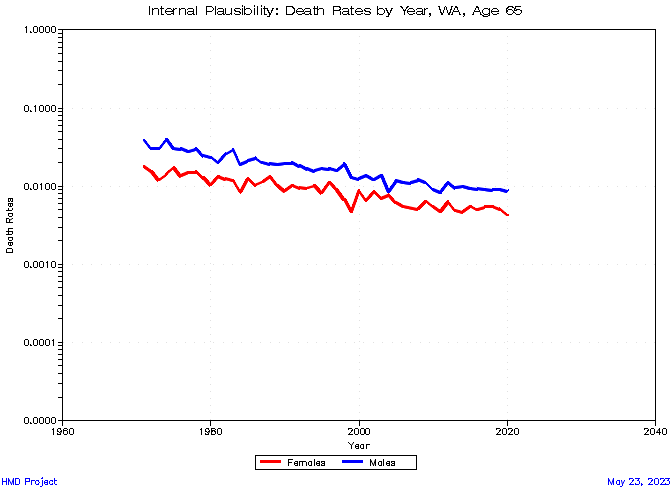 Internal Plausibility: Death Rates by Year, WA, Age 65
1.0000
0.1000
0.0100
0.0010
0.0001
0.0000
Death Rates
1960
1980
2000
2020
2040
Year
Females
Males
HMD Project
May 23, 2023